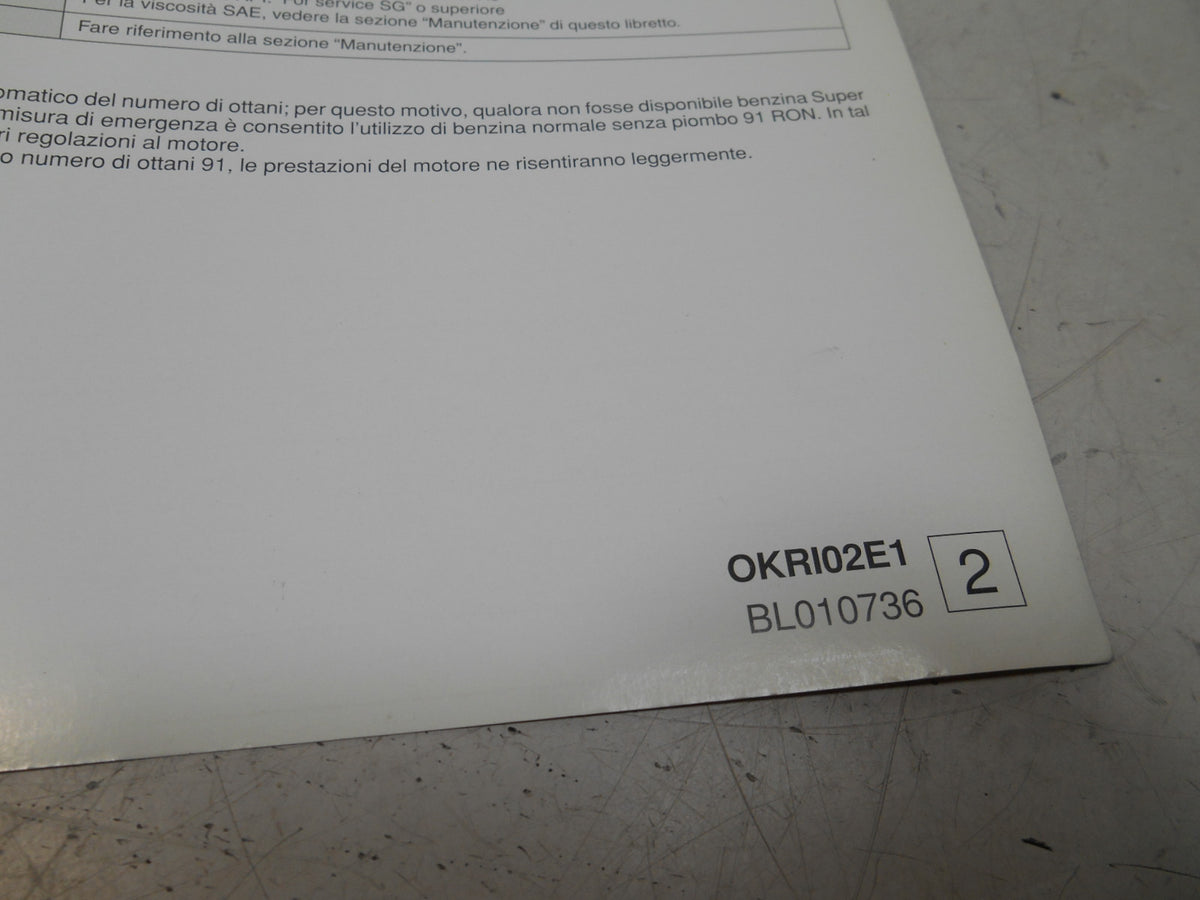 For service SG" o superiore
Per la viscosità SAE, vedere la sezione "Manutenzione" di questo libretto.
Fare riferimento alla sezione "Manutenzione".
omatico del numero di ottani; per questo motivo, qualora non fosse disponibile benzina Super
misura di emergenza è consentito l'utilizzo di benzina normale senza piombo 91 RON. In tal
ri regolazioni al motore.
o numero di ottani 91, le prestazioni del motore ne risentiranno leggermente.
OKRI02E1
BL010736
2